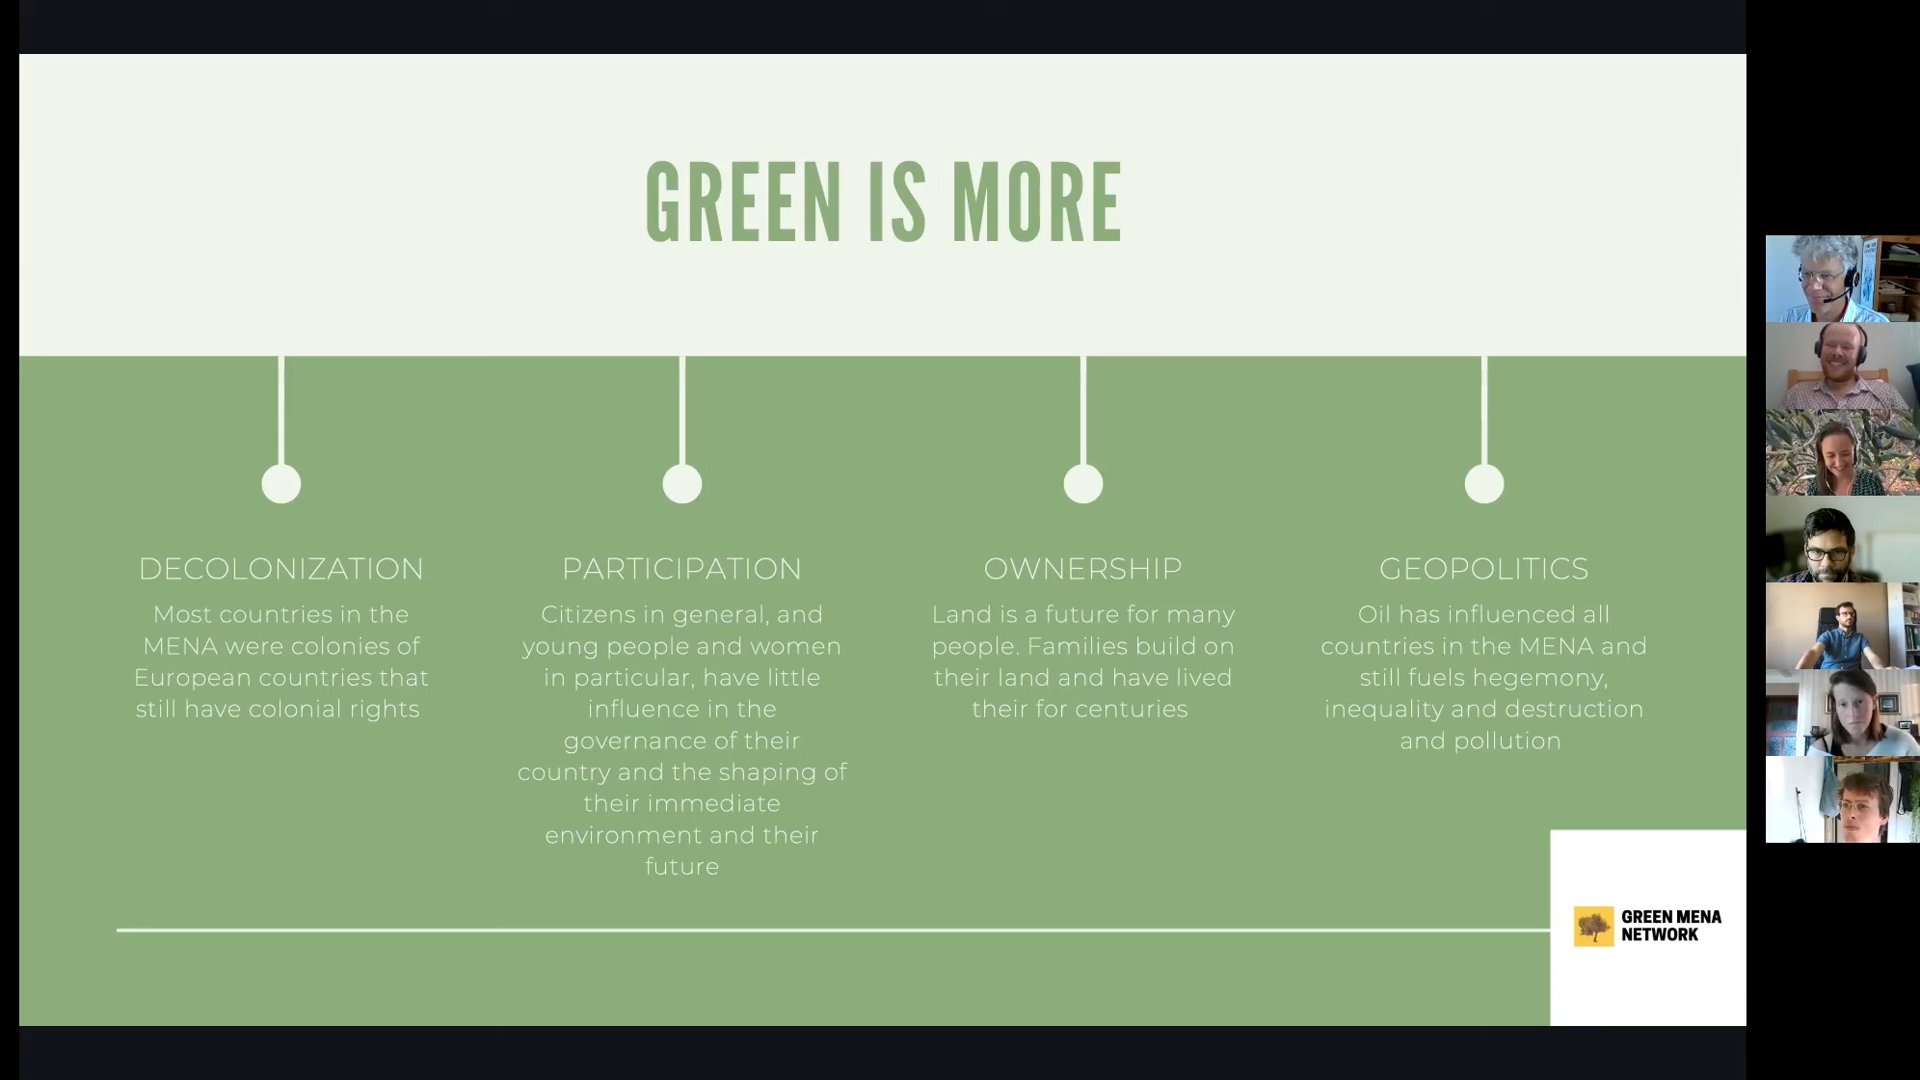 GREEN IS MORE
DECOLONIZATION
Most countries in the
MENA were colonies of
European countries that
still have colonial rights
PARTICIPATION
Citizens in general, and
young people and women
in particular, have little
influence in the
governance of their
country and the shaping of
their immediate
environment and their
future
OWNERSHIP
Land is a future for many
people. Families build on
their land and have lived
their for centuries
GEOPOLITICS
Oil has influenced all
countries in the MENA and
still fuels hegemony,
inequality and destruction
and pollution
GREEN MENA
NETWORK